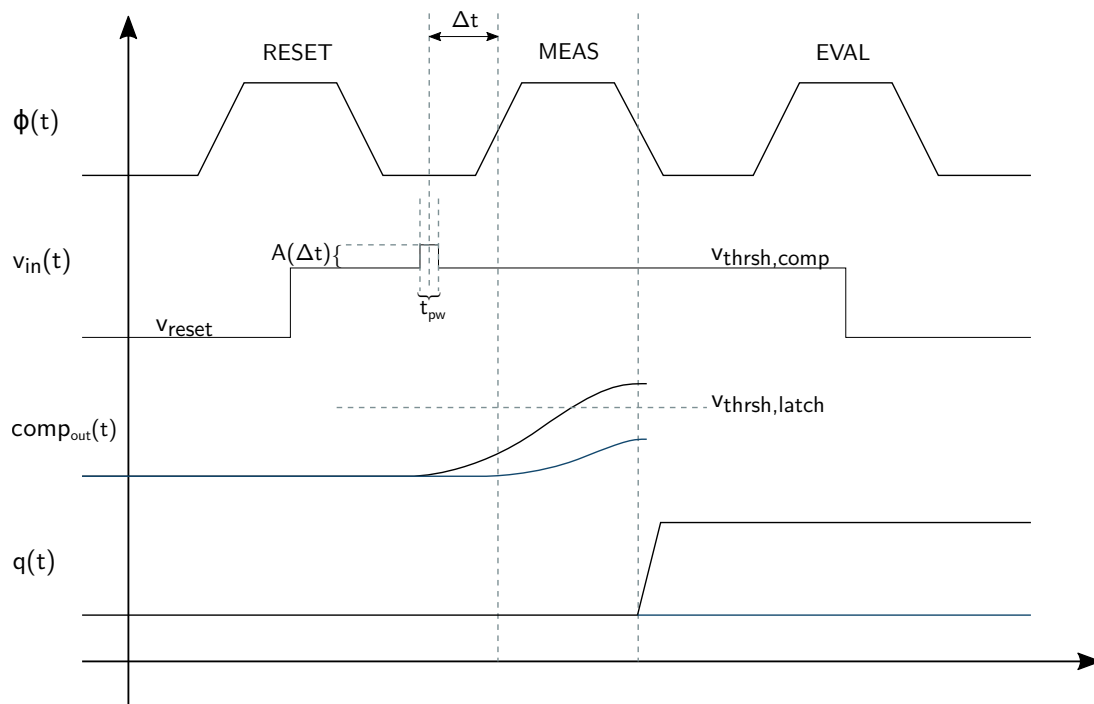 Δt
RESET
MEAS
EVAL
ϕ(t)
A(Δt){
v_in(t)
v_thrsh,comp
t_pw
v_reset
v_thrsh,latch
comp_out(t)
q(t)